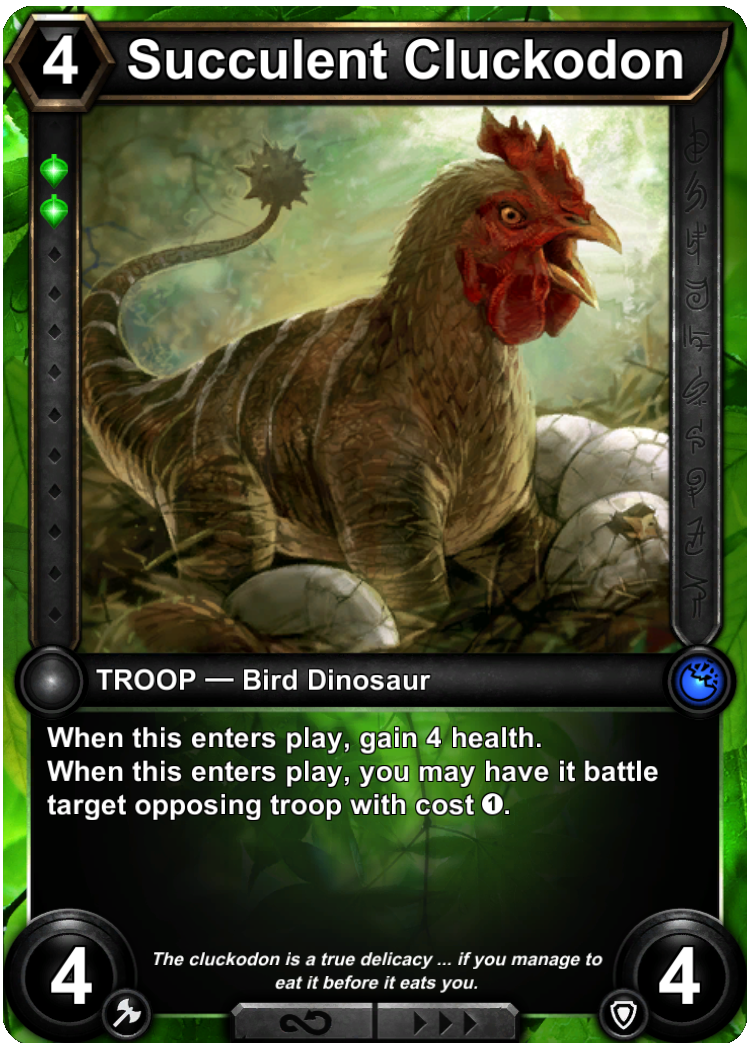 4 Succulent Cluckodon
TROOP — Bird Dinosaur
When this enters play, gain 4 health.
When this enters play, you may have it battle
target opposing troop with cost ❶.
The cluckodon is a true delicacy ... if you manage to
eat it before it eats you.
4 4